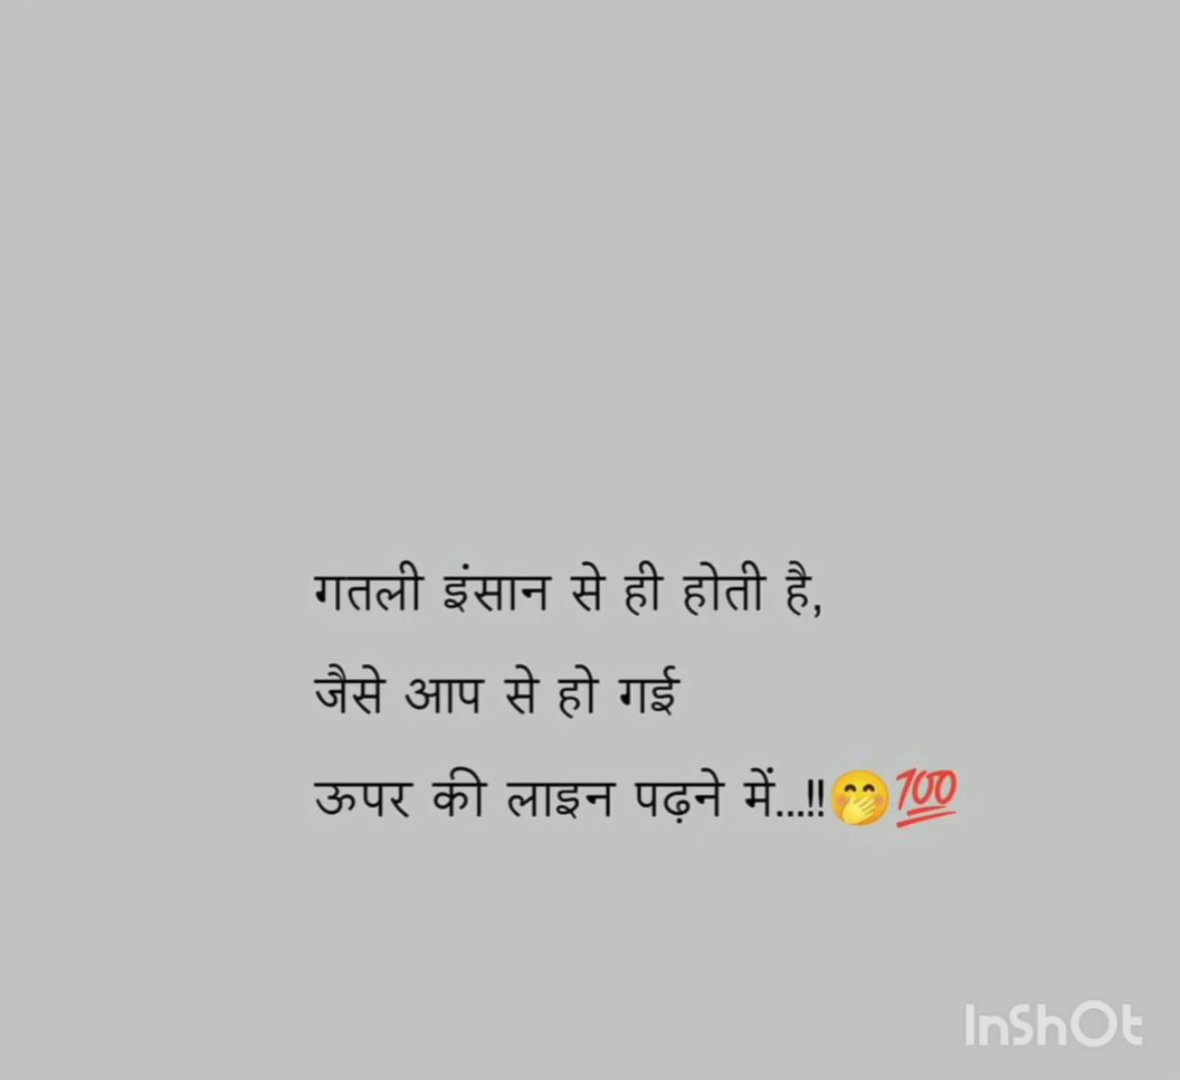 गतली इंसान से ही होती है,
जैसे आप से हो गई
ऊपर की लाइन पढ़ने में...!!🤭💯
InShOt